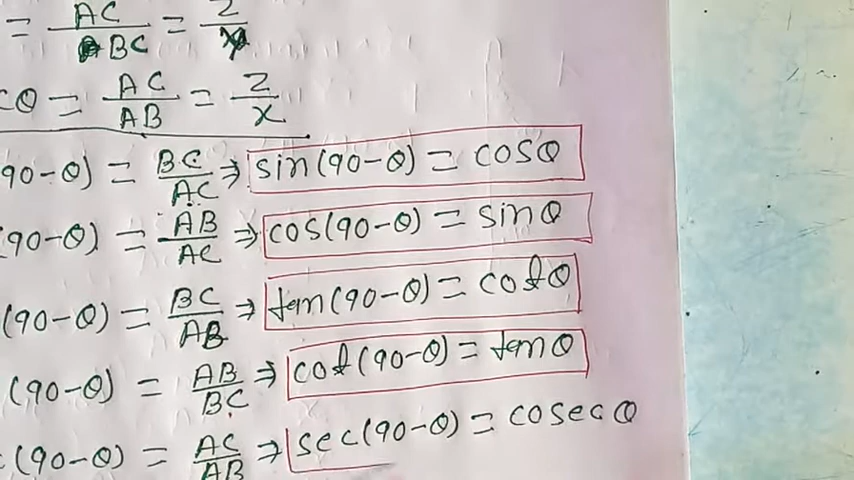 = AC/BC = z/y
cθ = AC/AB = z/x
90-θ) = BC/AC ⇒ sin(90-θ) = cosθ
(90-θ) = AB/AC ⇒ cos(90-θ) = sinθ
(90-θ) = BC/AB ⇒ tan(90-θ) = cotθ
(90-θ) = AB/BC ⇒ cot(90-θ) = tanθ
c(90-θ) = AC/AB ⇒ sec(90-θ) = cosecθ